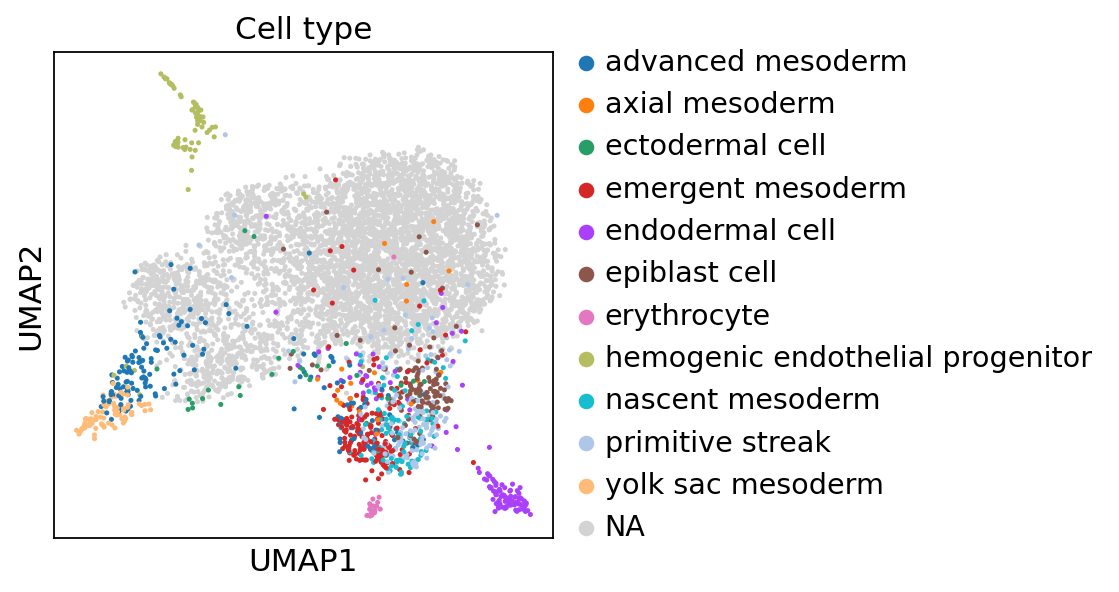 Cell type
UMAP2
UMAP1
advanced mesoderm
axial mesoderm
ectodermal cell
emergent mesoderm
endodermal cell
epiblast cell
erythrocyte
hemogenic endothelial progenitor
nascent mesoderm
primitive streak
yolk sac mesoderm
NA